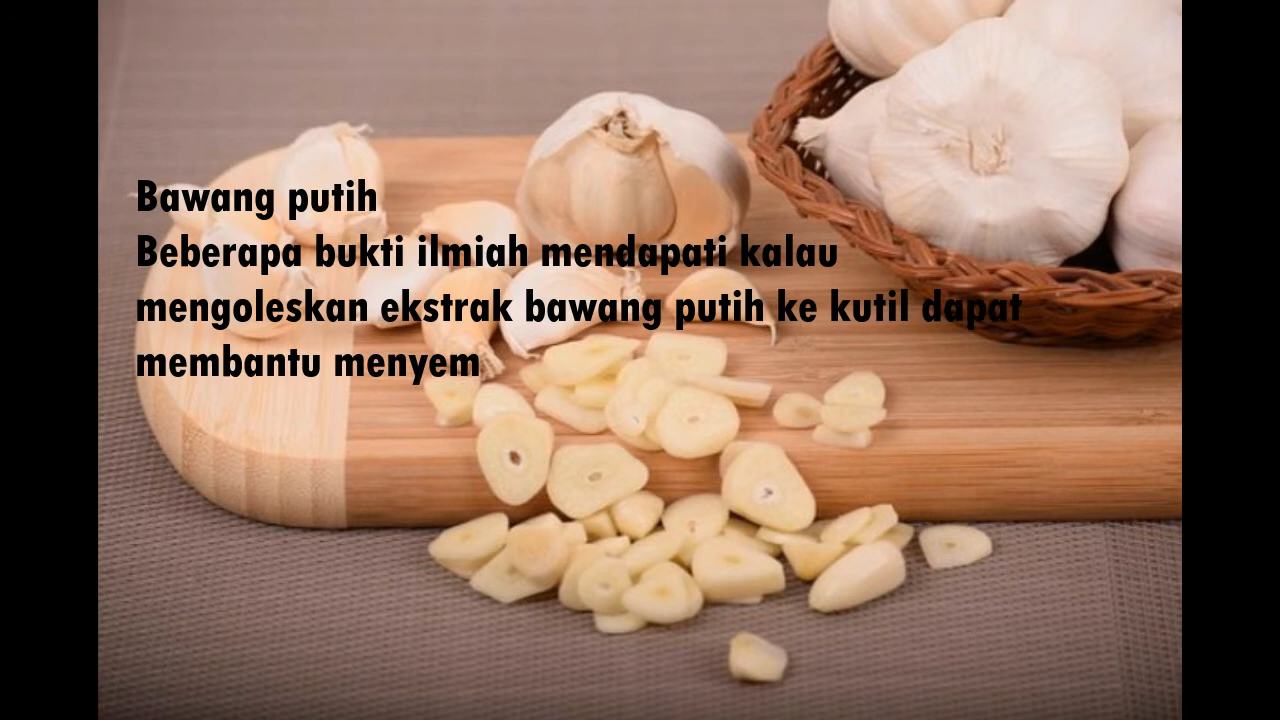 Bawang putih
Beberapa bukti ilmiah mendapati kalau
mengoleskan ekstrak bawang putih ke kutil dapat
membantu menyem